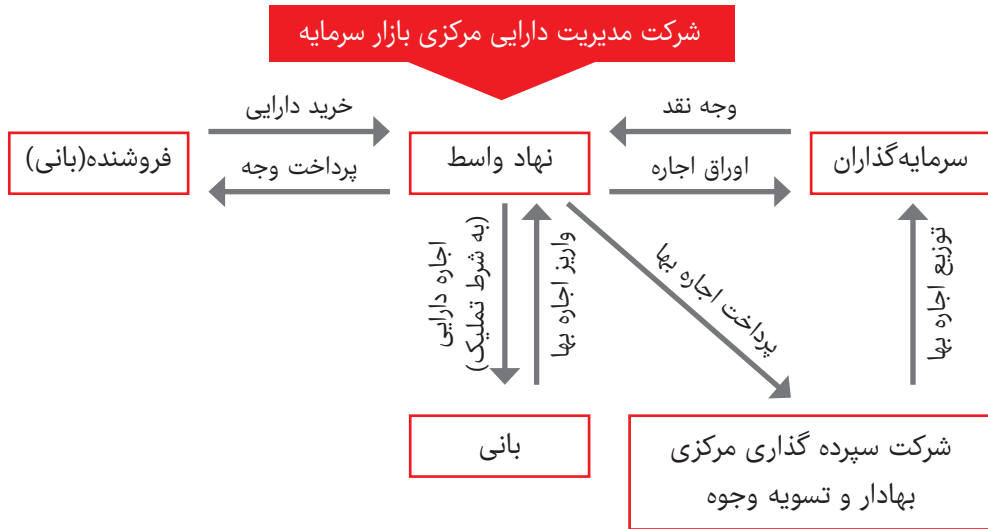 شرکت مدیریت دارایی مرکزی بازار سرمایه
وجه نقد
خرید دارایی
سرمایه‌گذاران
نهاد واسط
فروشنده(بانی)
اوراق اجاره
پرداخت وجه
توزیع اجاره بها
پرداخت اجاره بها
واریز اجاره بها
اجاره دارایی
(به شرط تملیک)
بانی
شرکت سپرده گذاری مرکزی
بهادار و تسویه وجوه